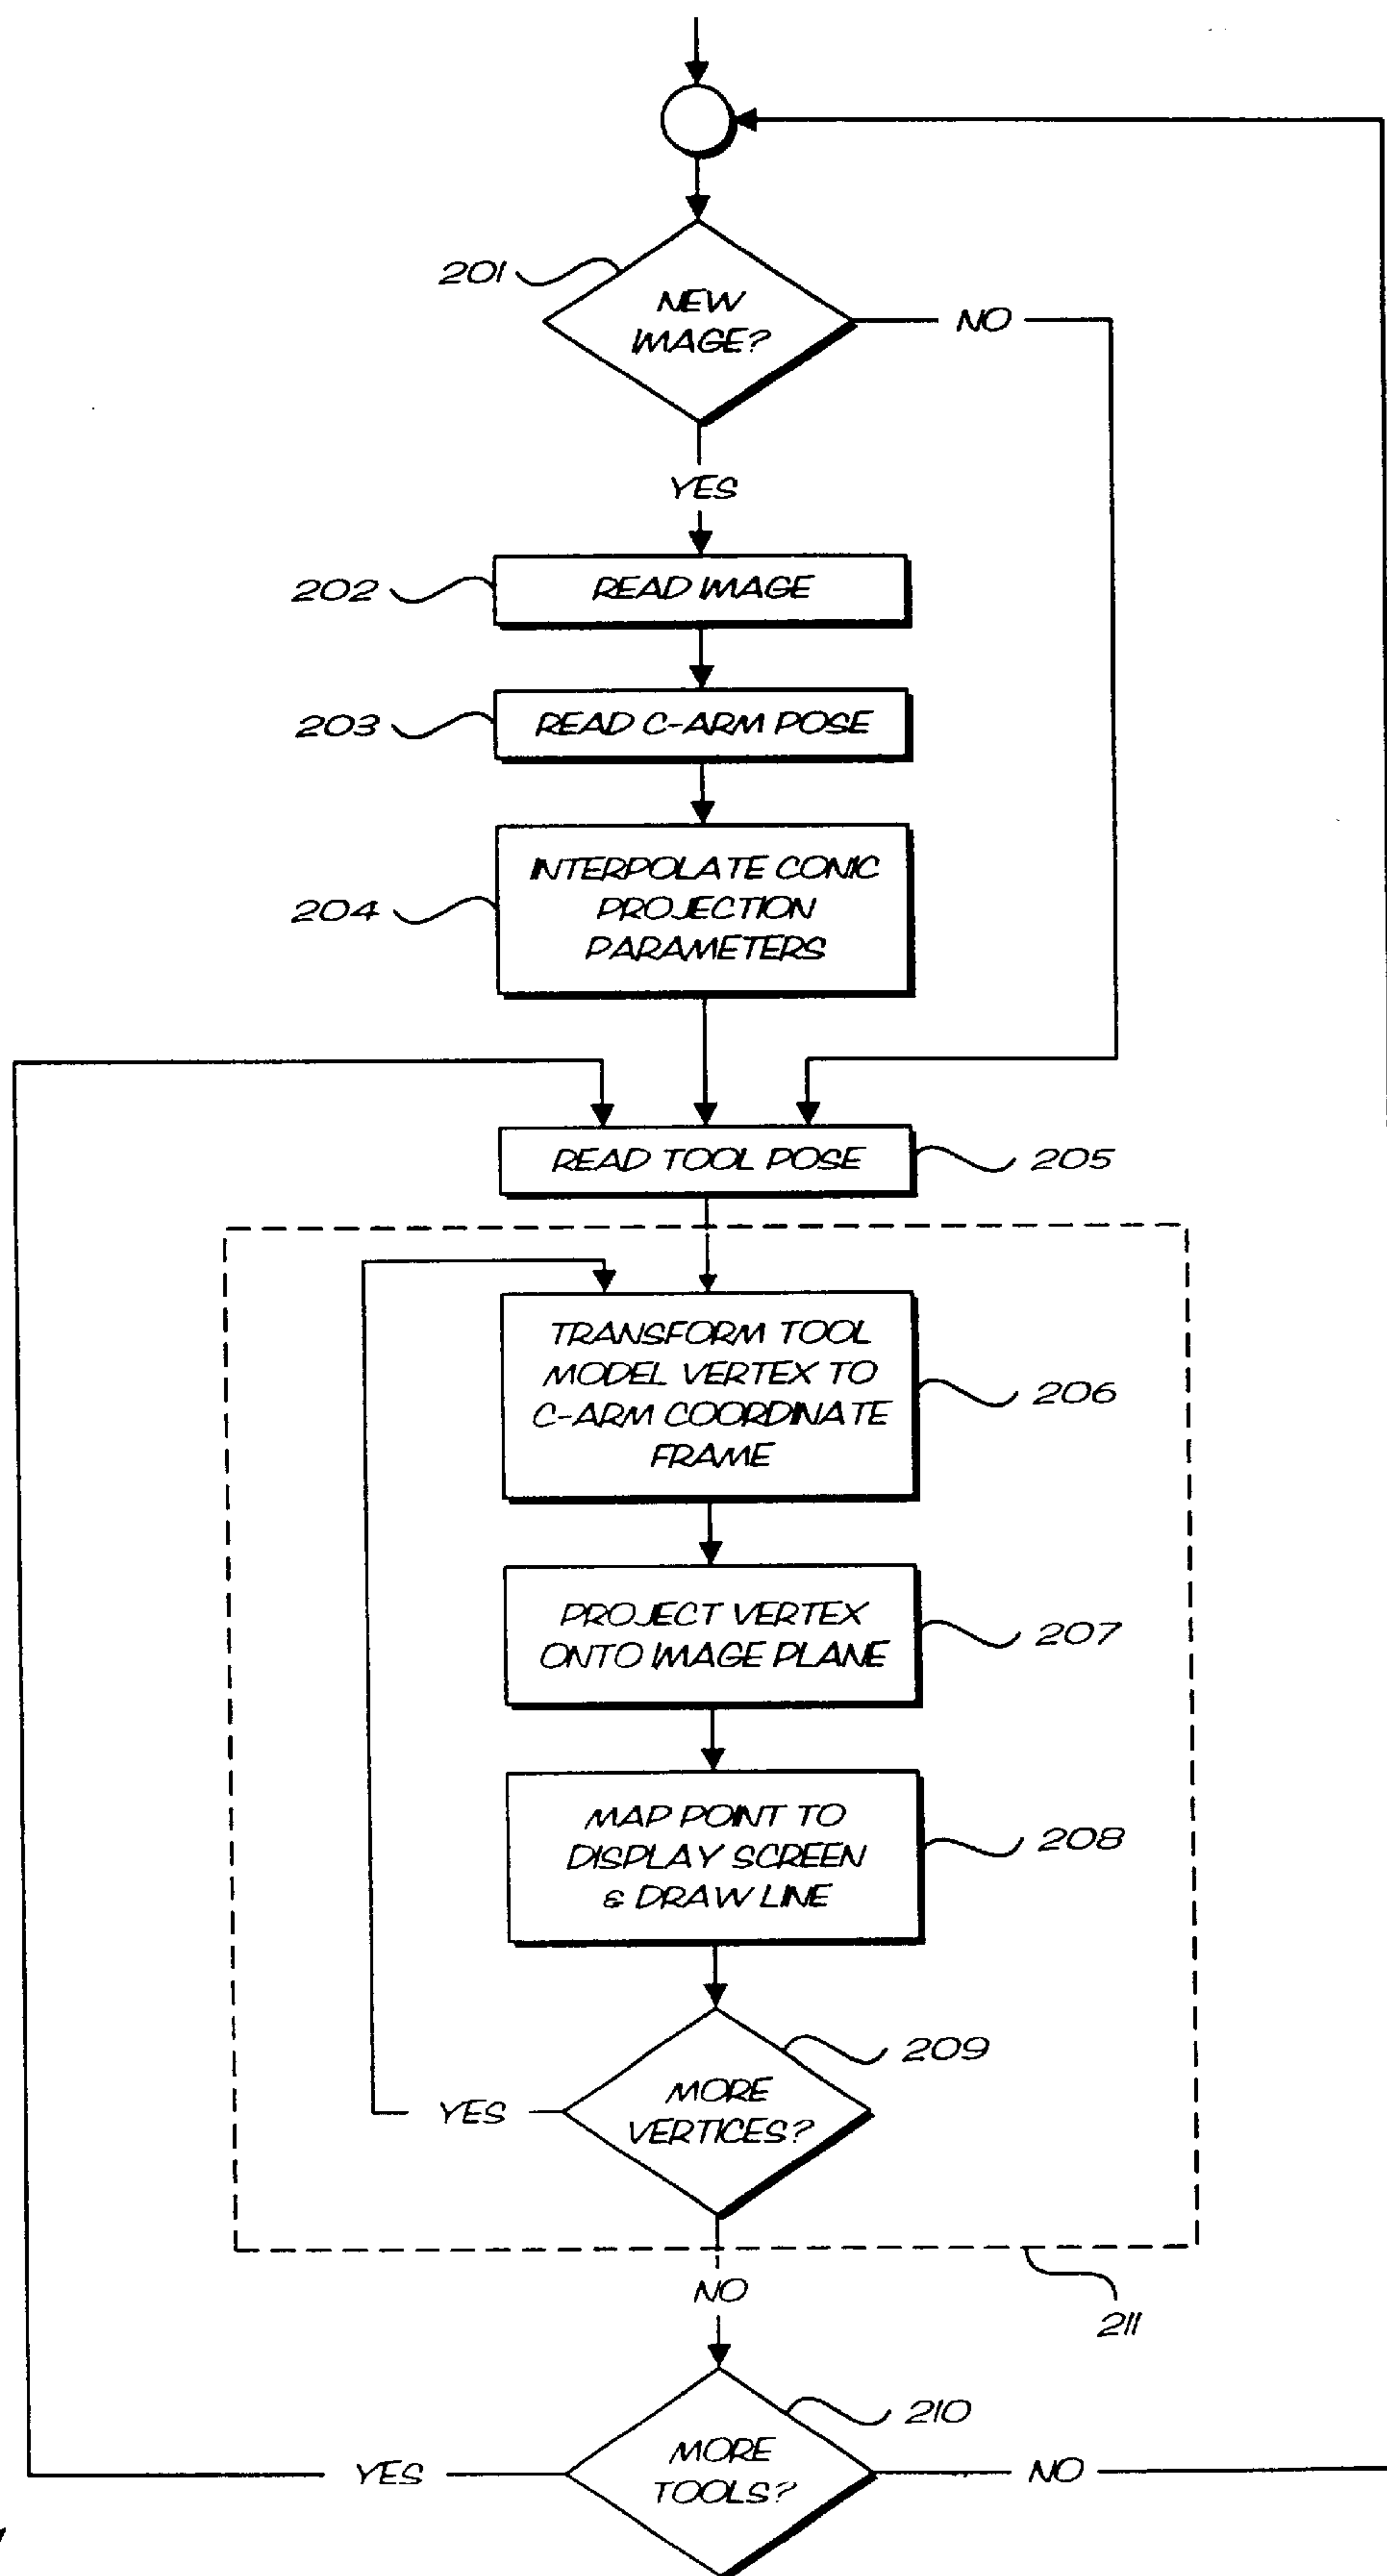 201
NEW
IMAGE?
NO
YES
202
READ IMAGE
203
READ C-ARM POSE
204
INTERPOLATE CONIC
PROJECTION
PARAMETERS
READ TOOL POSE
205
TRANSFORM TOOL
MODEL VERTEX TO
C-ARM COORDINATE
FRAME
206
PROJECT VERTEX
ONTO IMAGE PLANE
207
MAP POINT TO
DISPLAY SCREEN
& DRAW LINE
208
209
MORE
VERTICES?
YES
NO
211
210
MORE
TOOLS?
YES
NO